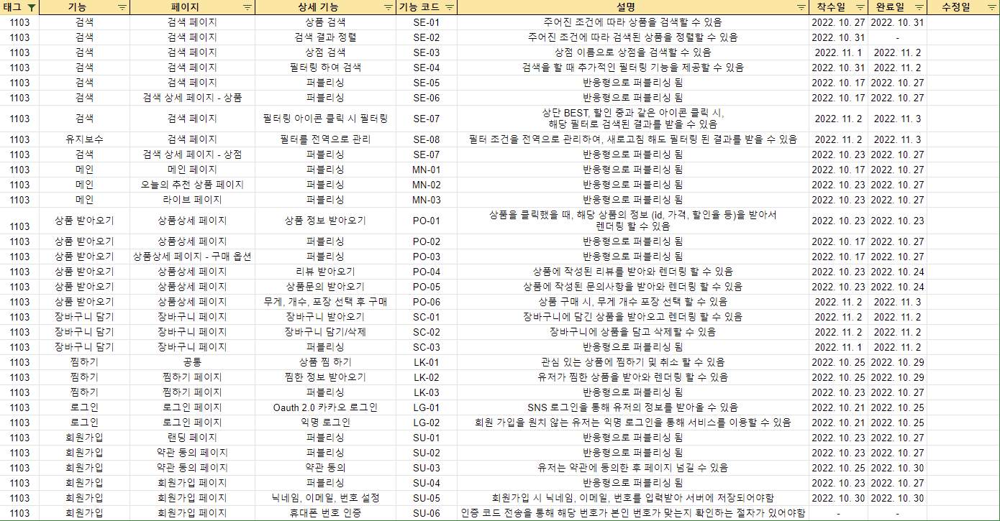 태그 기능 페이지 상세 기능 기능 코드 설명 착수일 완료일 수정일
1103 검색 검색 페이지 상품 검색 SE-01 주어진 조건에 따라 상품을 검색할 수 있음 2022. 10. 27 2022. 10. 31
1103 검색 검색 페이지 검색 결과 정렬 SE-02 주어진 조건에 따라 검색된 상품을 정렬할 수 있음 2022. 10. 31 -
1103 검색 검색 페이지 상점 검색 SE-03 상점 이름으로 상점을 검색할 수 있음 2022. 11. 1 2022. 11. 2
1103 검색 검색 페이지 필터링 하여 검색 SE-04 검색을 할 때 추가적인 필터링 기능을 제공할 수 있음 2022. 10. 31 2022. 11. 2
1103 검색 검색 페이지 퍼블리싱 SE-05 반응형으로 퍼블리싱 됨 2022. 10. 17 2022. 10. 27
1103 검색 검색 상세 페이지 - 상품 퍼블리싱 SE-06 반응형으로 퍼블리싱 됨 2022. 10. 17 2022. 10. 27
1103 검색 검색 페이지 필터링 아이콘 클릭 시 필터링 SE-07 상단 BEST, 할인 중과 같은 아이콘 클릭 시,
해당 필터로 검색된 결과를 받을 수 있음 2022. 11. 2 2022. 11. 3
1103 유지보수 검색 페이지 필터를 전역으로 관리 SE-08 필터 조건을 전역으로 관리하여, 새로고침 해도 필터링 된 결과를 받을 수 있음 2022. 11. 2 2022. 11. 3
1103 검색 검색 상세 페이지 - 상점 퍼블리싱 SE-07 반응형으로 퍼블리싱 됨 2022. 10. 23 2022. 10. 27
1103 메인 메인 페이지 퍼블리싱 MN-01 반응형으로 퍼블리싱 됨 2022. 10. 17 2022. 10. 27
1103 메인 오늘의 추천 상품 페이지 퍼블리싱 MN-02 반응형으로 퍼블리싱 됨 2022. 10. 23 2022. 10. 27
1103 메인 라이브 페이지 퍼블리싱 MN-03 반응형으로 퍼블리싱 됨 2022. 10. 23 2022. 10. 27
1103 상품 받아오기 상품상세 페이지 상품 정보 받아오기 PO-01 상품을 클릭했을 때, 해당 상품의 정보 (id, 가격, 할인율 등)을 받아서
렌더링 할 수 있음 2022. 10. 23 2022. 10. 23
1103 상품 받아오기 상품상세 페이지 퍼블리싱 PO-02 반응형으로 퍼블리싱 됨 2022. 10. 17 2022. 10. 27
1103 상품 받아오기 상품상세 페이지 - 구매 옵션 퍼블리싱 PO-03 반응형으로 퍼블리싱 됨 2022. 10. 17 2022. 10. 27
1103 상품 받아오기 상품상세 페이지 리뷰 받아오기 PO-04 상품에 작성된 리뷰를 받아와 렌더링 할 수 있음 2022. 10. 23 2022. 10. 24
1103 상품 받아오기 상품상세 페이지 상품문의 받아오기 PO-05 상품에 작성된 문의사항을 받아와 렌더링 할 수 있음 2022. 10. 23 2022. 10. 24
1103 상품 받아오기 상품상세 페이지 무게, 개수, 포장 선택 후 구매 PO-06 상품 구매 시, 무게 개수 포장 선택 할 수 있음 2022. 11. 2 2022. 11. 3
1103 장바구니 담기 장바구니 페이지 장바구니 받아오기 SC-01 장바구니에 담긴 상품을 받아오고 렌더링 할 수 있음 2022. 11. 2 2022. 11. 2
1103 장바구니 담기 장바구니 페이지 장바구니 담기/삭제 SC-02 장바구니에 상품을 담고 삭제할 수 있음 2022. 11. 2 2022. 11. 2
1103 장바구니 담기 장바구니 페이지 퍼블리싱 SC-03 반응형으로 퍼블리싱 됨 2022. 11. 1 2022. 11. 2
1103 찜하기 공통 상품 찜 하기 LK-01 관심 있는 상품에 찜하기 및 취소 할 수 있음 2022. 10. 25 2022. 10. 29
1103 찜하기 찜하기 페이지 찜한 정보 받아오기 LK-02 유저가 찜한 상품을 받아와 렌더링 할 수 있음 2022. 10. 25 2022. 10. 29
1103 찜하기 찜하기 페이지 퍼블리싱 LK-03 반응형으로 퍼블리싱 됨 2022. 10. 23 2022. 10. 27
1103 로그인 로그인 페이지 Oauth 2.0 카카오 로그인 LG-01 SNS 로그인을 통해 유저의 정보를 받아올 수 있음 2022. 10. 21 2022. 10. 25
1103 로그인 로그인 페이지 익명 로그인 LG-02 회원 가입을 원치 않는 유저는 익명 로그인을 통해 서비스를 이용할 수 있음 2022. 10. 21 2022. 10. 25
1103 회원가입 랜딩 페이지 퍼블리싱 SU-01 반응형으로 퍼블리싱 됨 2022. 10. 23 2022. 10. 27
1103 회원가입 약관 동의 페이지 퍼블리싱 SU-02 반응형으로 퍼블리싱 됨 2022. 10. 23 2022. 10. 27
1103 회원가입 약관 동의 페이지 약관 동의 SU-03 유저는 약관에 동의한 후 페이지 넘길 수 있음 2022. 10. 25 2022. 10. 30
1103 회원가입 회원가입 페이지 퍼블리싱 SU-04 반응형으로 퍼블리싱 됨 2022. 10. 23 2022. 10. 27
1103 회원가입 회원가입 페이지 닉네임, 이메일, 번호 설정 SU-05 회원가입 시 닉네임, 이메일, 번호를 입력받아 서버에 저장되어야함 2022. 10. 30 2022. 10. 30
1103 회원가입 회원가입 페이지 휴대폰 번호 인증 SU-06 인증 코드 전송을 통해 해당 번호가 본인 번호가 맞는지 확인하는 절차가 있어야함 - -